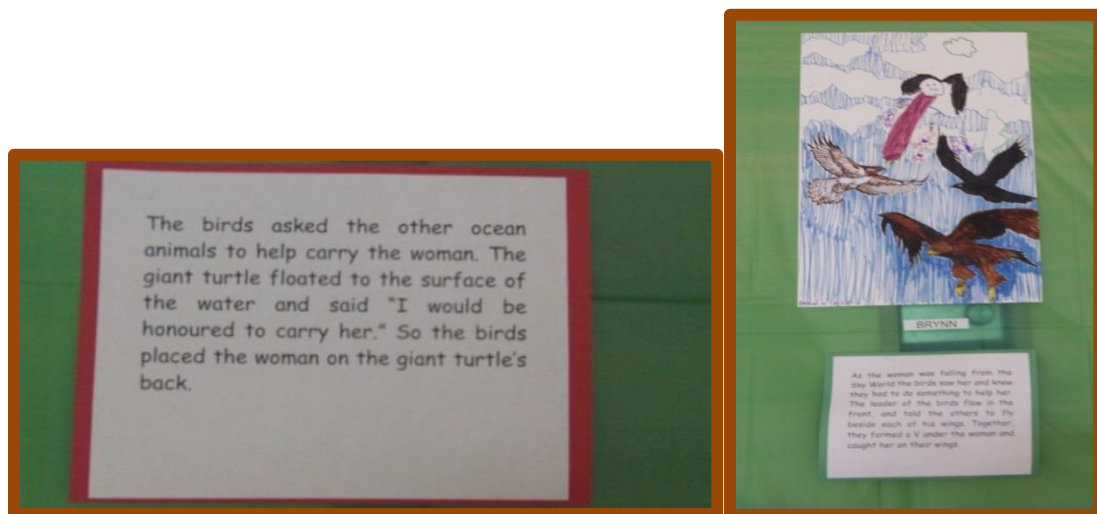 The birds asked the other ocean
animals to help carry the woman. The
giant turtle floated to the surface of
the water and said "I would be
honoured to carry her." So the birds
placed the woman on the giant turtle's
back.
BRYNN
As the woman was falling from the
Sky World the birds saw her and knew
they had to do something to help her.
The leader of the birds flew in the
front, and told the others to fly
beside each of his wings. Together,
they formed a V under the woman and
caught her on their wings.